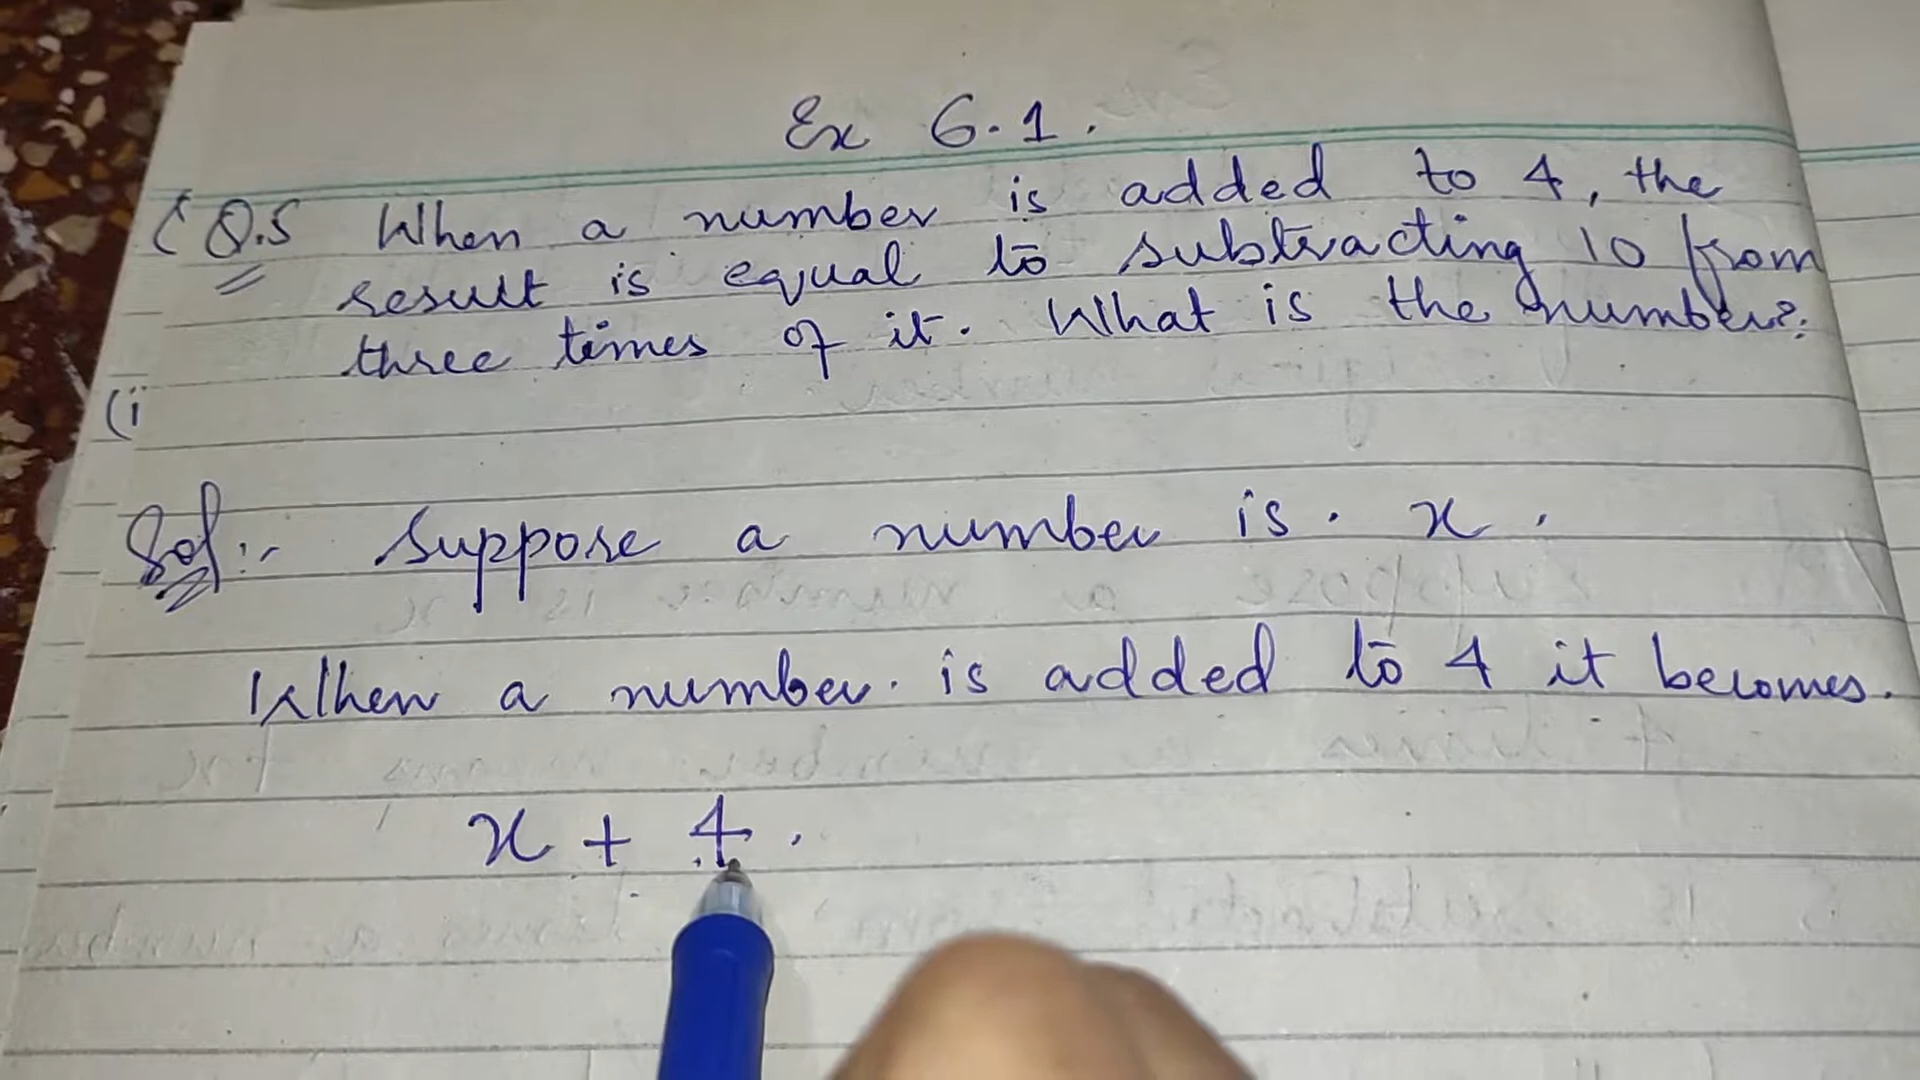 Ex 6.1.
Q.5 When a number is added to 4, the
result is equal to subtracting 10 from
three times of it. What is the number?
(i
Sol:- Suppose a number is. x.
When a number. is added to 4 it becomes.
x + 4.